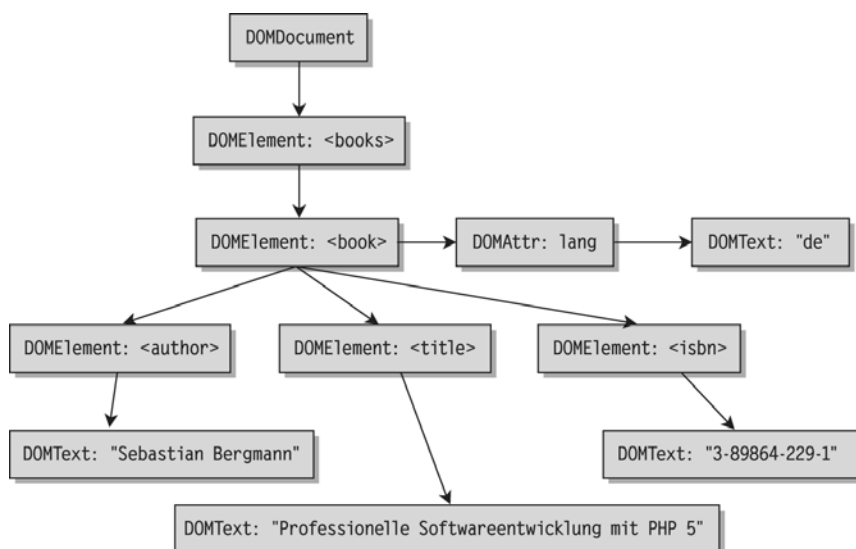 DOMDocument
DOMElement: <books>
DOMElement: <book>
DOMAttr: lang
DOMText: "de"
DOMElement: <author>
DOMElement: <title>
DOMElement: <isbn>
DOMText: "Sebastian Bergmann"
DOMText: "3-89864-229-1"
DOMText: "Professionelle Softwareentwicklung mit PHP 5"